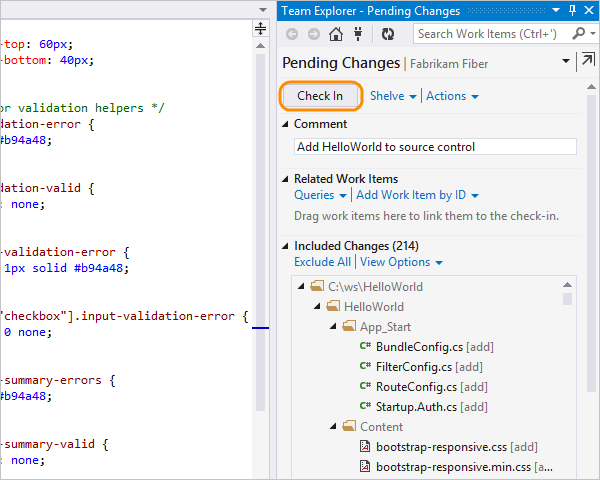 -top: 60px;
-bottom: 40px;
or validation helpers */
dation-error {
#b94a48;
dation-valid {
: none;
validation-error {
1px solid #b94a48;
"checkbox"].input-validation-error {
0 none;
-summary-errors {
#b94a48;
-summary-valid {
: none;
Team Explorer - Pending Changes
Search Work Items (Ctrl+')
Pending Changes | Fabrikam Fiber
Check In Shelve | Actions
Comment
Add HelloWorld to source control
Related Work Items
Queries | Add Work Item by ID
Drag work items here to link them to the check-in.
Included Changes (214)
Exclude All | View Options
C:\ws\HelloWorld
HelloWorld
App_Start
C# BundleConfig.cs [add]
C# FilterConfig.cs [add]
C# RouteConfig.cs [add]
C# Startup.Auth.cs [add]
Content
bootstrap-responsive.css [add]
bootstrap-responsive.min.css [a...